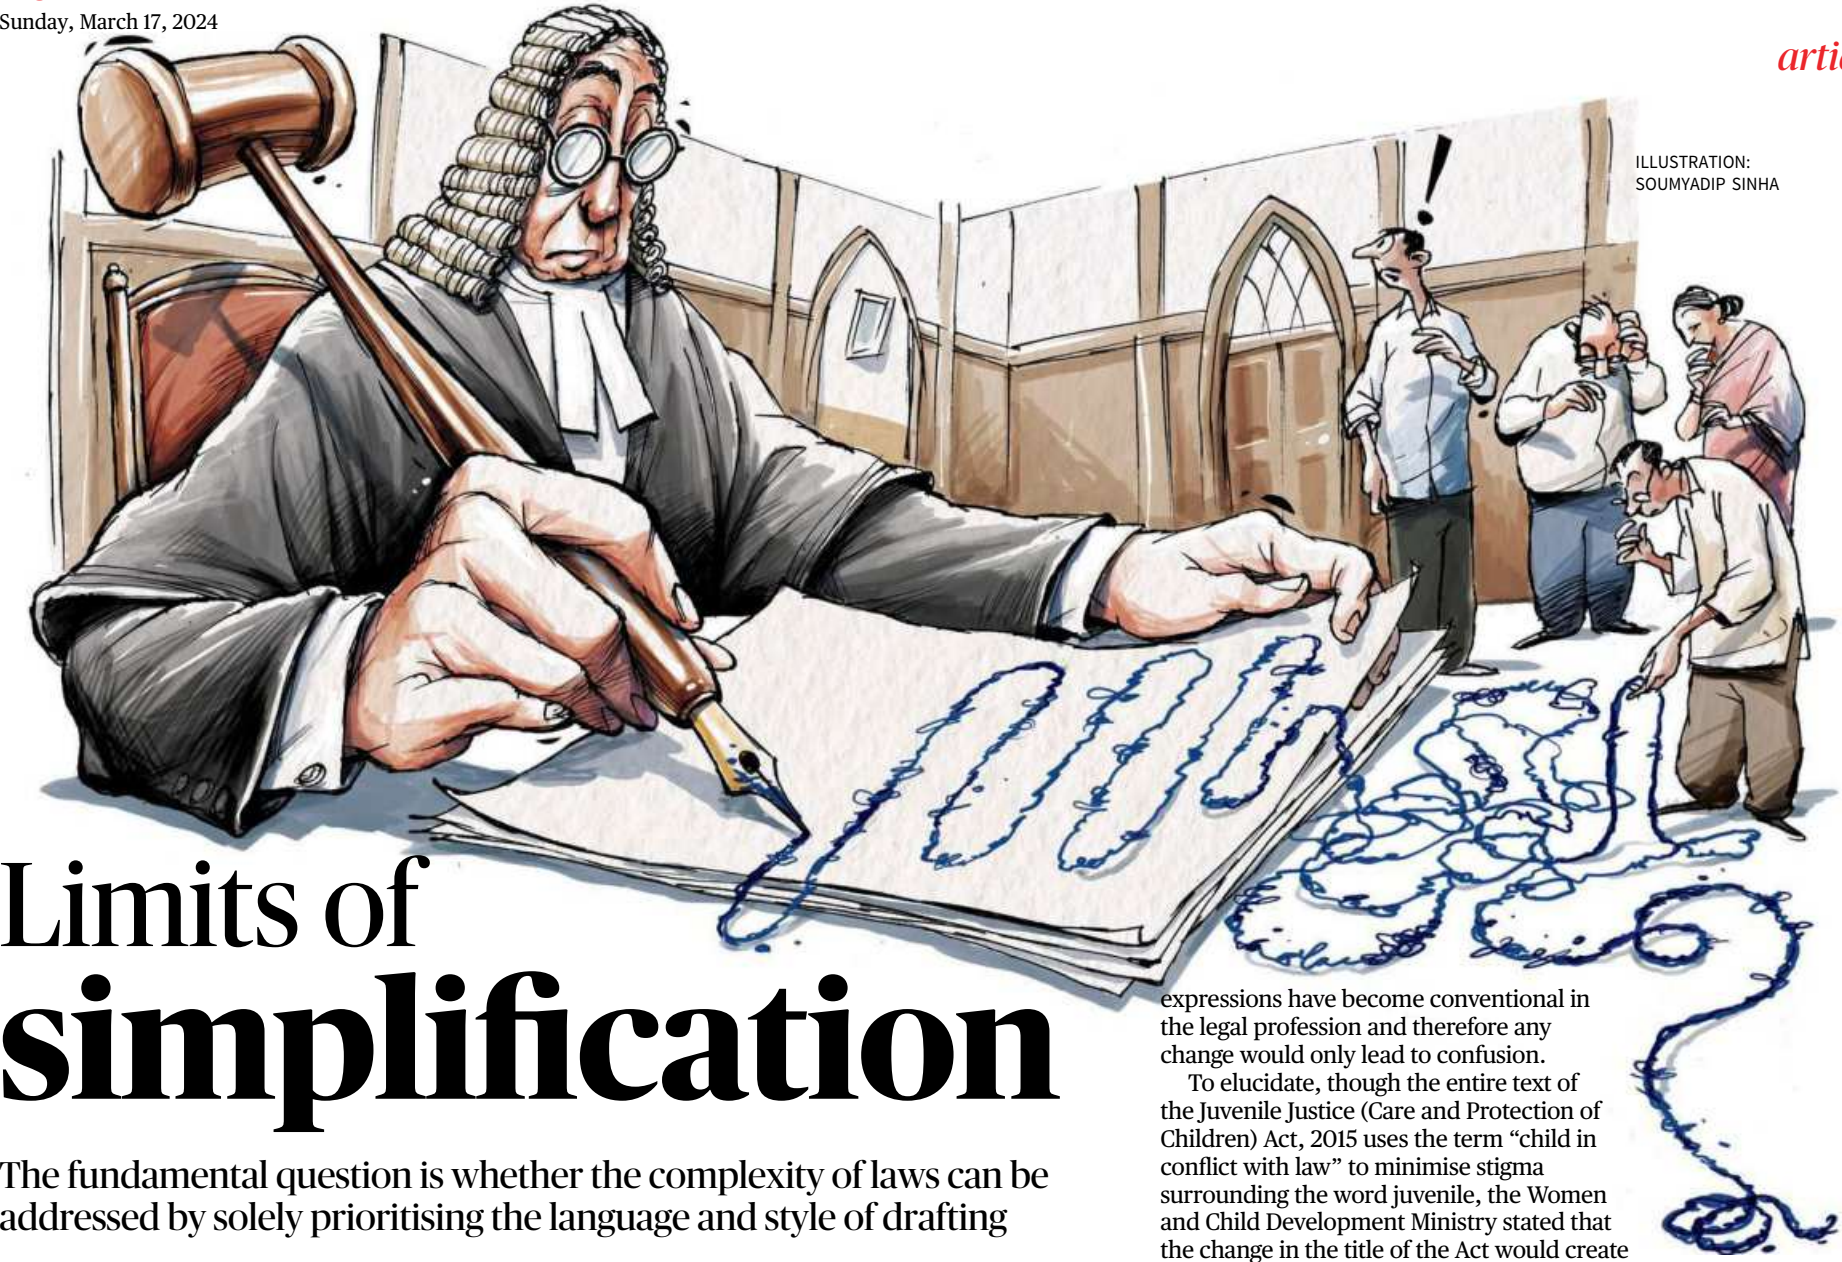 Sunday, March 17, 2024
ILLUSTRATION:
SOUMYADIP SINHA
Limits of
simplification
The fundamental question is whether the complexity of laws can be
addressed by solely prioritising the language and style of drafting
expressions have become conventional in
the legal profession and therefore any
change would only lead to confusion.
To elucidate, though the entire text of
the Juvenile Justice (Care and Protection of
Children) Act, 2015 uses the term “child in
conflict with law” to minimise stigma
surrounding the word juvenile, the Women
and Child Development Ministry stated that
the change in the title of the Act would create